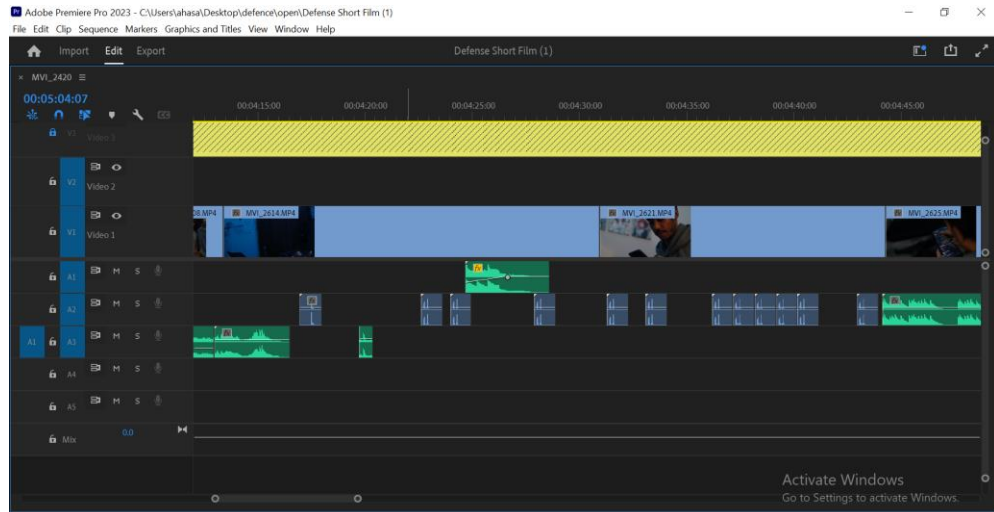 Pr Adobe Premiere Pro 2023 - C:\Users\ahasa\Desktop\defence\open\Defense Short Film (1)
File Edit Clip Sequence Markers Graphics and Titles View Window Help
Import Edit Export Defense Short Film (1)
× MVI_2420
00:05:04:07
00:04:15:00 00:04:20:00 00:04:25:00 00:04:30:00 00:04:35:00 00:04:40:00 00:04:45:00
V3 Video 3
V2 Video 2
08.MP4 MVI_2614.MP4 MVI_2621.MP4 MVI_2625.MP4
V1 Video 1
A1 M S fx
A2 M S
A1 A3 M S
A4 M S
A5 M S
Mix 0.0
Activate Windows
Go to Settings to activate Windows.